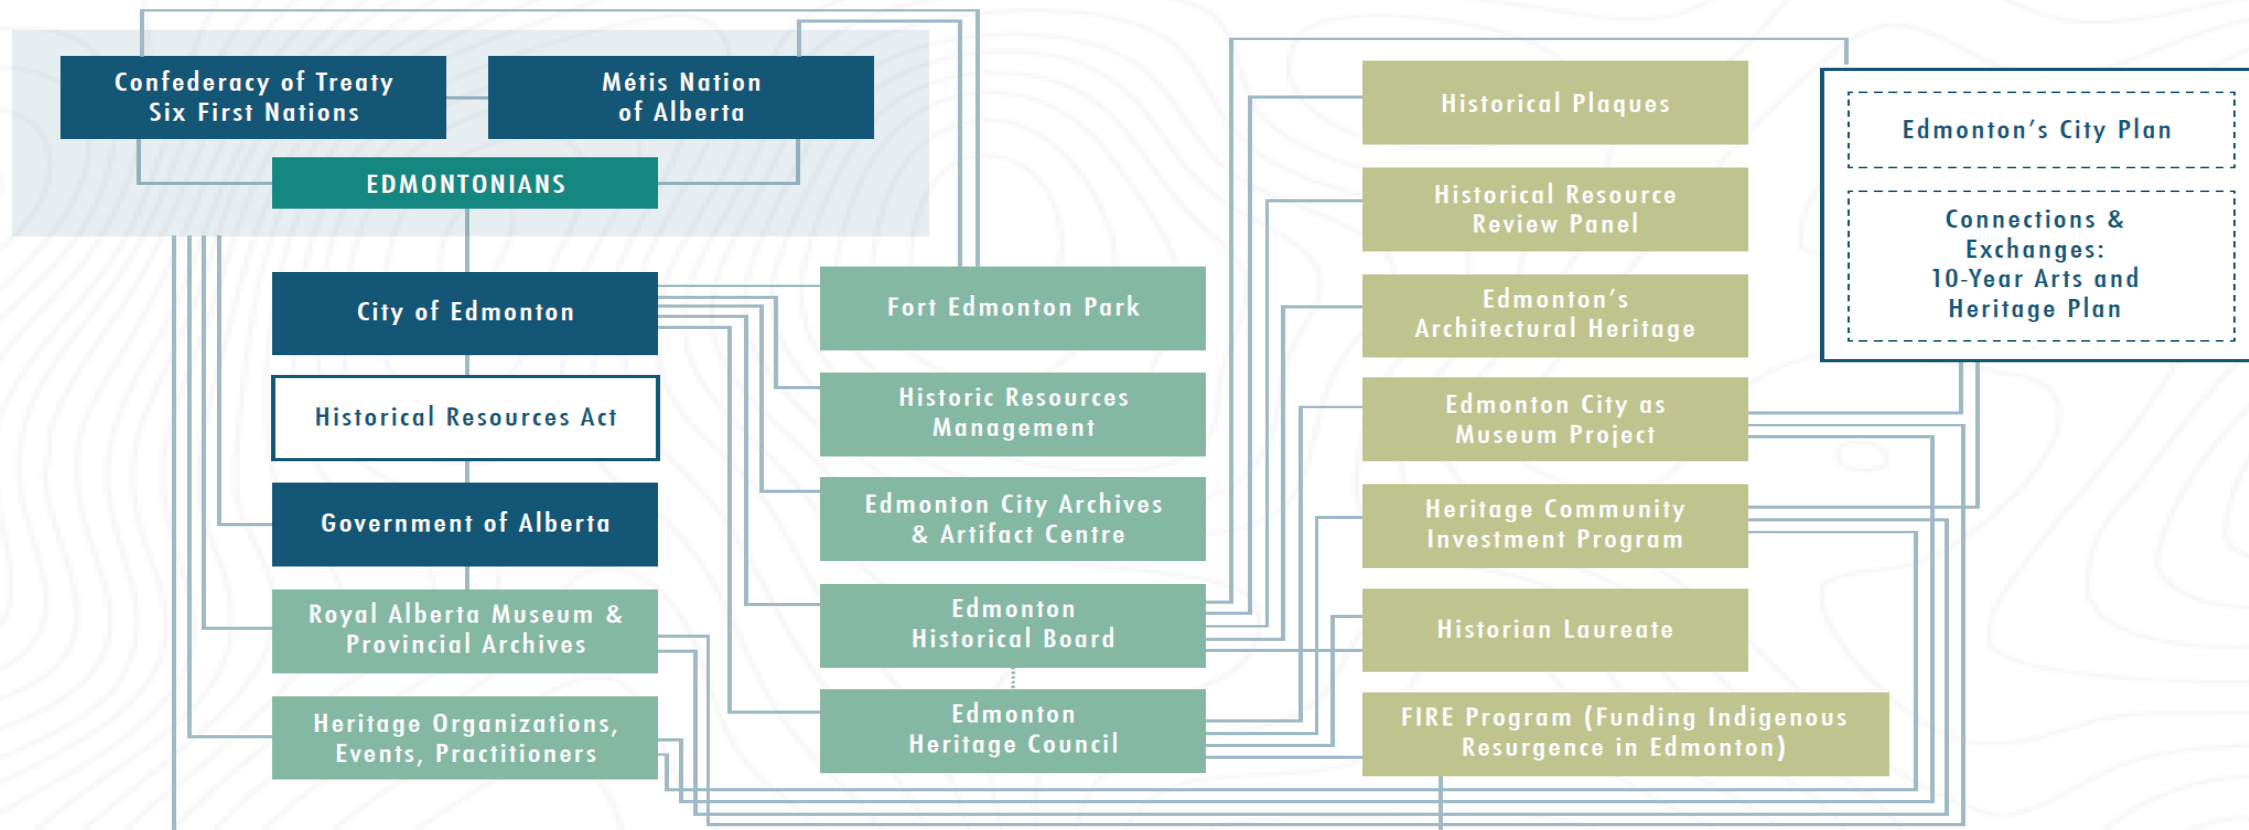 Confederacy of Treaty
Six First Nations
Métis Nation
of Alberta
EDMONTONIANS
City of Edmonton
Historical Resources Act
Government of Alberta
Royal Alberta Museum &
Provincial Archives
Heritage Organizations,
Events, Practitioners
Fort Edmonton Park
Historic Resources
Management
Edmonton City Archives
& Artifact Centre
Edmonton
Historical Board
Edmonton
Heritage Council
Historical Plaques
Historical Resource
Review Panel
Edmonton’s
Architectural Heritage
Edmonton City as
Museum Project
Heritage Community
Investment Program
Historian Laureate
FIRE Program (Funding Indigenous
Resurgence in Edmonton)
Edmonton’s City Plan
Connections &
Exchanges:
10-Year Arts and
Heritage Plan